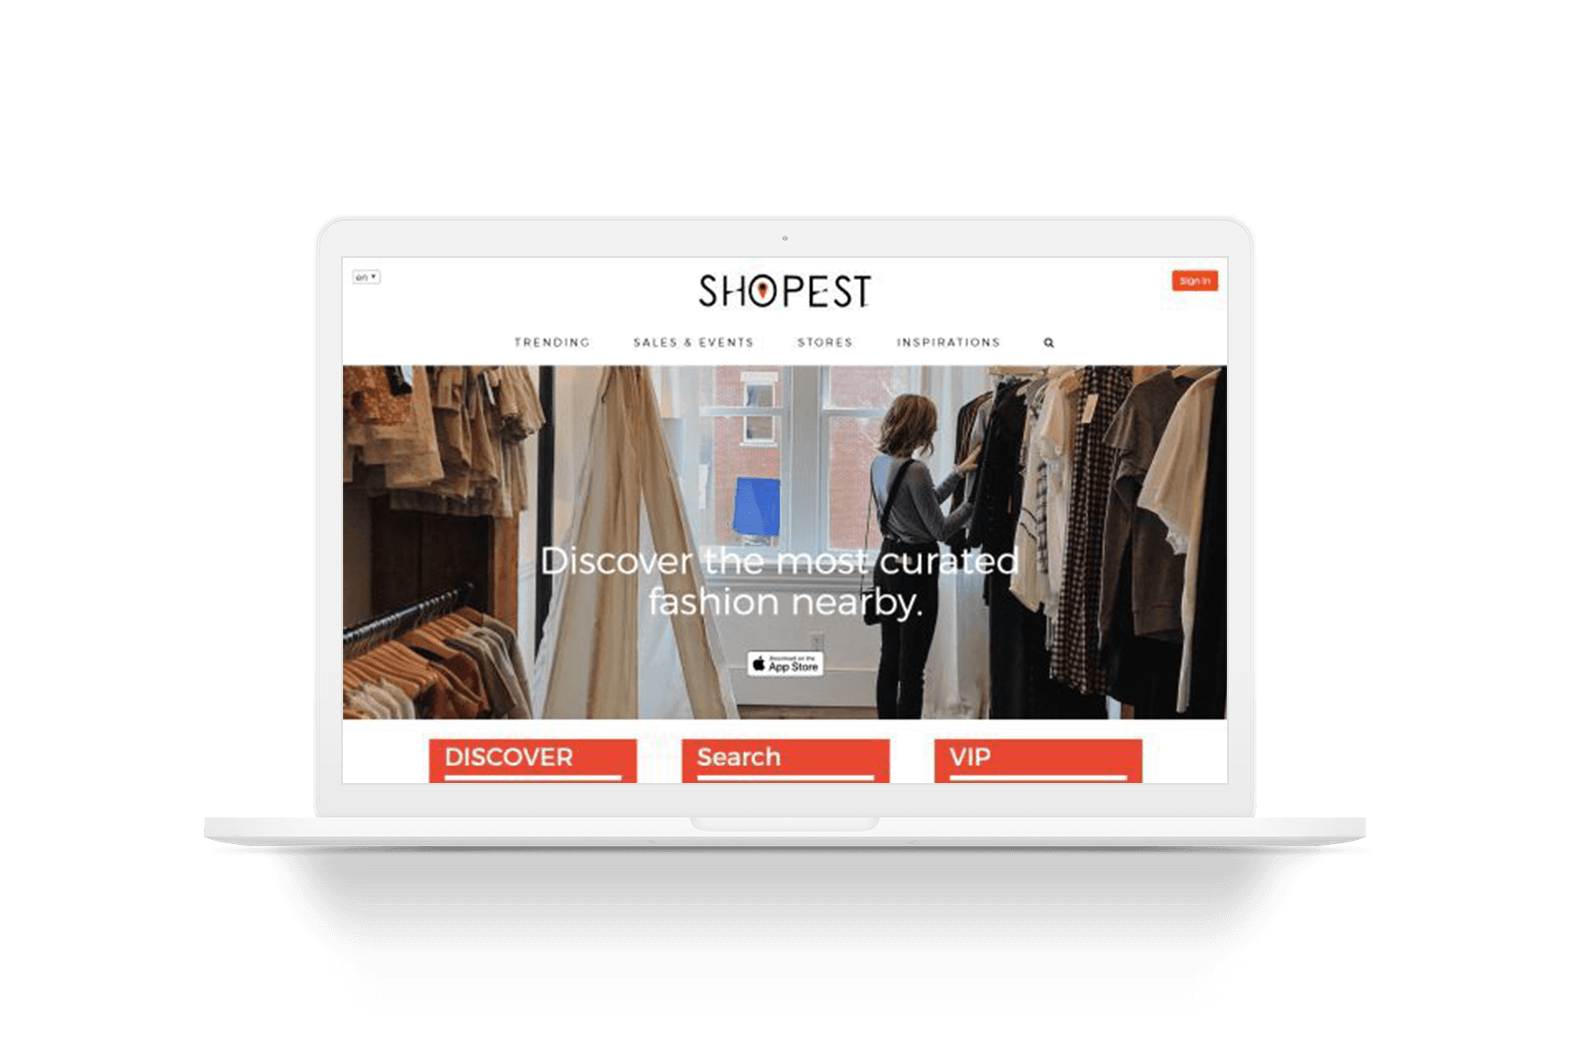 en
SHOPEST
Sign In
TRENDING SALES & EVENTS STORES INSPIRATIONS
Discover the most curated
fashion nearby.
Download on the
App Store
DISCOVER Search VIP